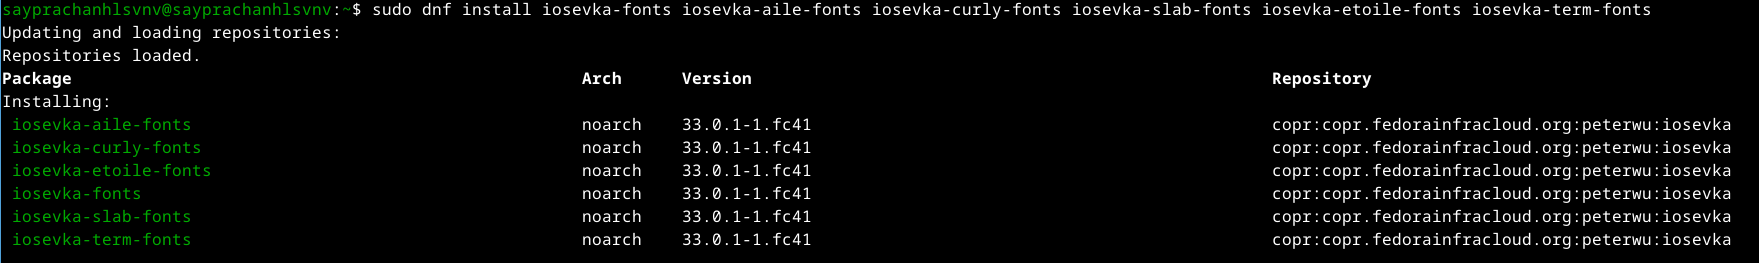 sayprachanhlsvnv@sayprachanhlsvnv:~$ sudo dnf install iosevka-fonts iosevka-aile-fonts iosevka-curly-fonts iosevka-slab-fonts iosevka-etoile-fonts iosevka-term-fonts
Updating and loading repositories:
Repositories loaded.
Package Arch Version Repository
Installing:
iosevka-aile-fonts noarch 33.0.1-1.fc41 copr:copr.fedorainfracloud.org:peterwu:iosevka
iosevka-curly-fonts noarch 33.0.1-1.fc41 copr:copr.fedorainfracloud.org:peterwu:iosevka
iosevka-etoile-fonts noarch 33.0.1-1.fc41 copr:copr.fedorainfracloud.org:peterwu:iosevka
iosevka-fonts noarch 33.0.1-1.fc41 copr:copr.fedorainfracloud.org:peterwu:iosevka
iosevka-slab-fonts noarch 33.0.1-1.fc41 copr:copr.fedorainfracloud.org:peterwu:iosevka
iosevka-term-fonts noarch 33.0.1-1.fc41 copr:copr.fedorainfracloud.org:peterwu:iosevka